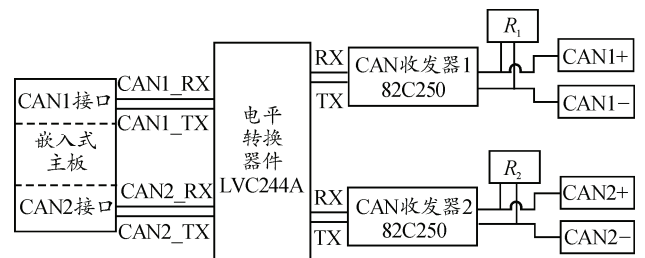 CAN1接口
嵌入式
主板
CAN2接口
CAN1_RX
CAN1_TX
CAN2_RX
CAN2_TX
电平
转换
器件
LVC244A
RX
TX
CAN收发器1
82C250
R1
CAN1+
CAN1−
RX
TX
CAN收发器2
82C250
R2
CAN2+
CAN2−